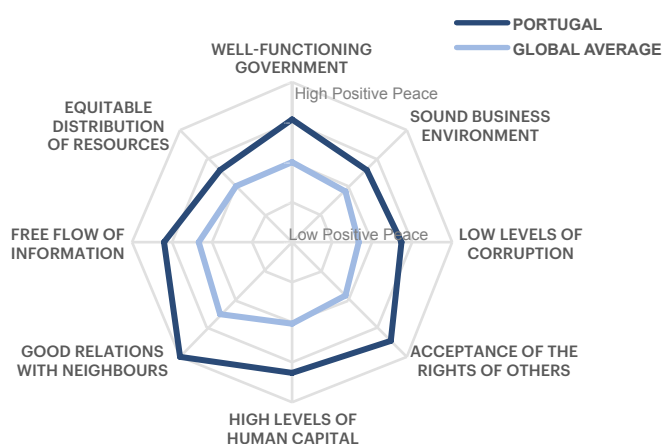 PORTUGAL
GLOBAL AVERAGE
WELL-FUNCTIONING
GOVERNMENT
High Positive Peace
SOUND BUSINESS
ENVIRONMENT
EQUITABLE
DISTRIBUTION
OF RESOURCES
FREE FLOW OF
INFORMATION
Low Positive Peace
LOW LEVELS OF
CORRUPTION
GOOD RELATIONS
WITH NEIGHBOURS
ACCEPTANCE OF THE
RIGHTS OF OTHERS
HIGH LEVELS OF
HUMAN CAPITAL